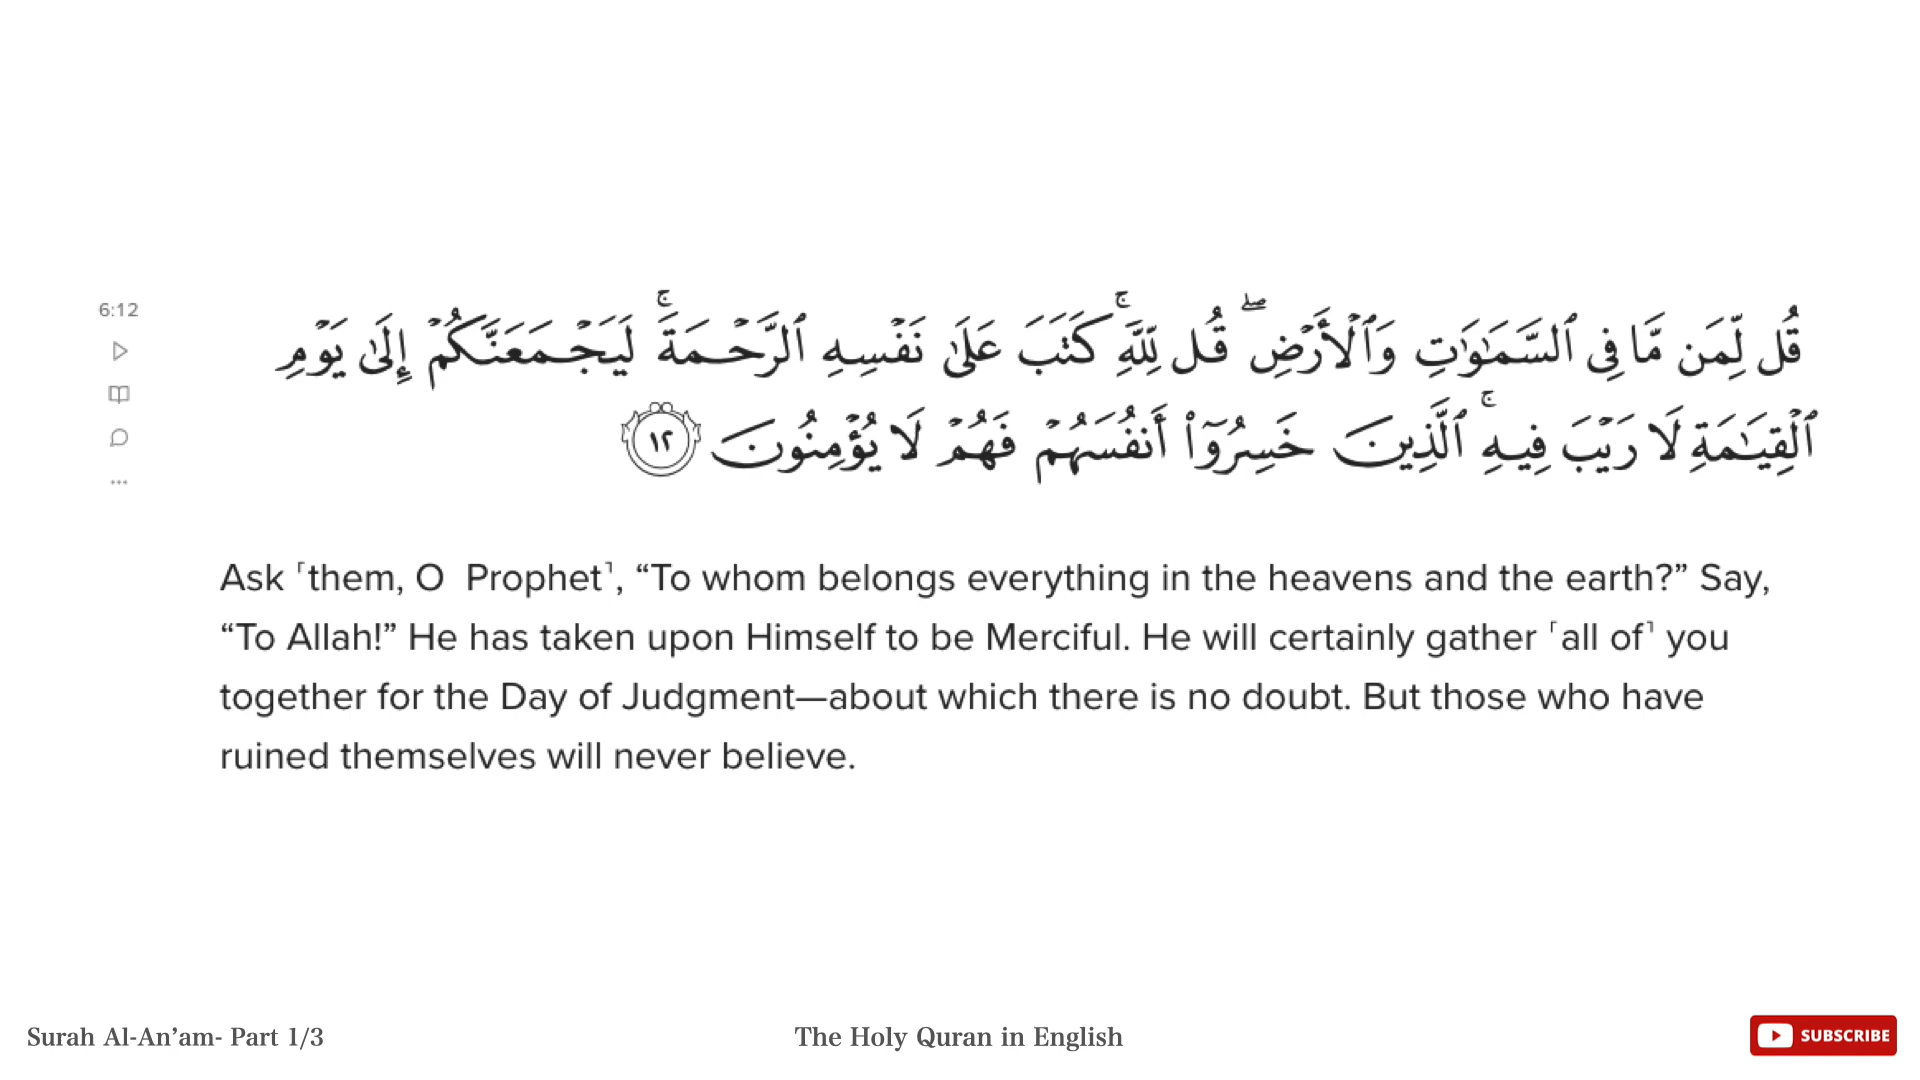 6:12
قُل لِّمَن مَّا فِى ٱلسَّمَـٰوَٰتِ وَٱلْأَرْضِ ۖ قُل لِّلَّهِ ۚ كَتَبَ عَلَىٰ نَفْسِهِ ٱلرَّحْمَةَ ۚ لَيَجْمَعَنَّكُمْ إِلَىٰ يَوْمِ
ٱلْقِيَـٰمَةِ لَا رَيْبَ فِيهِ ۚ ٱلَّذِينَ خَسِرُوٓا۟ أَنفُسَهُمْ فَهُمْ لَا يُؤْمِنُونَ ١٢
Ask ˹them, O  Prophet˺, “To whom belongs everything in the heavens and the earth?” Say,
“To Allah!” He has taken upon Himself to be Merciful. He will certainly gather ˹all of˺ you
together for the Day of Judgment—about which there is no doubt. But those who have
ruined themselves will never believe.
Surah Al-An’am- Part 1/3
The Holy Quran in English
SUBSCRIBE